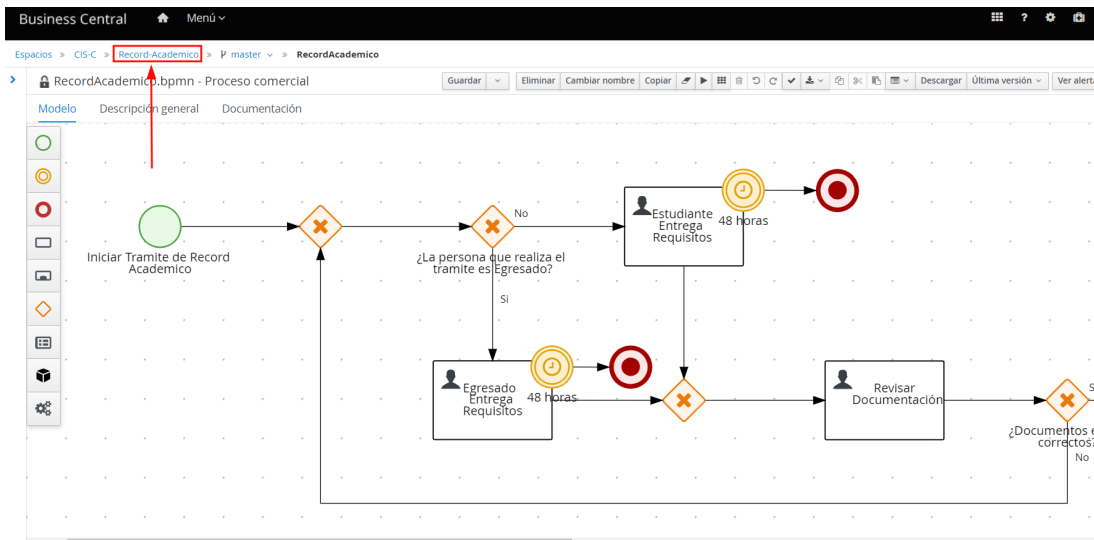 Business Central Menú ?
Espacios » CIS-C » Record-Academico » master » RecordAcademico
RecordAcademico.bpmn - Proceso comercial Guardar Eliminar Cambiar nombre Copiar Descargar Última versión Ver alerta
Modelo Descripción general Documentación
No
Estudiante
Entrega
Requisitos
48 horas
Iniciar Tramite de Record
Academico
¿La persona que realiza el
tramite es Egresado?
Si
Egresado
Entrega
Requisitos
48 horas
Revisar
Documentación
S
¿Documentos e
correctos?
No